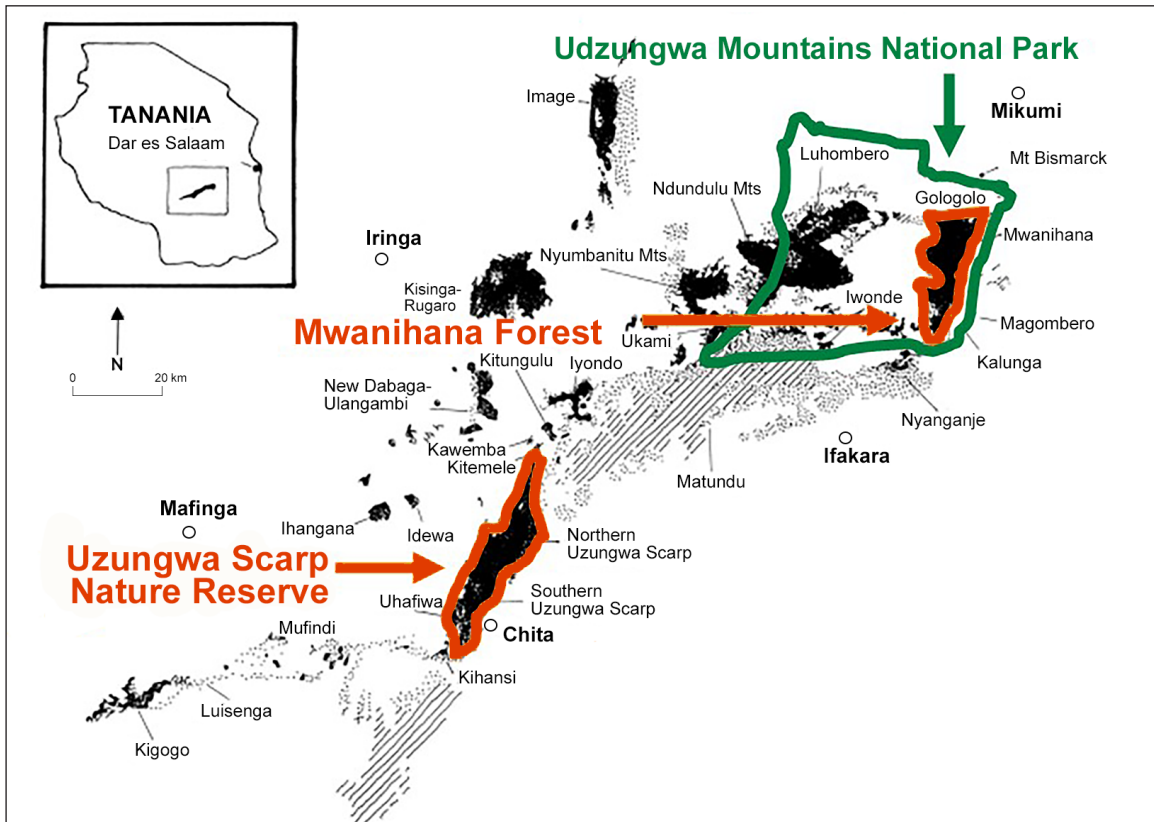 Udzungwa Mountains National Park
TANANIA
Dar es Salaam
Image
Mikumi
Luhombero
Mt Bismarck
Ndundulu Mts
Gologolo
Mwanihana
Iringa
Nyumbanitu Mts
Kisinga-
Rugaro
Iwonde
Mwanihana Forest
Magombero
Ukami
N
Kitungulu
Iyondo
Kalunga
0
20 km
New Dabaga-
Ulangambi
Nyanganje
Kawemba
Kitemele
Ifakara
Matundu
Mafinga
Ihangana
Idewa
Northern
Uzungwa Scarp
Uzungwa Scarp
Nature Reserve
Southern
Uzungwa Scarp
Uhafiwa
Mufindi
Chita
Kihansi
Luisenga
Kigogo